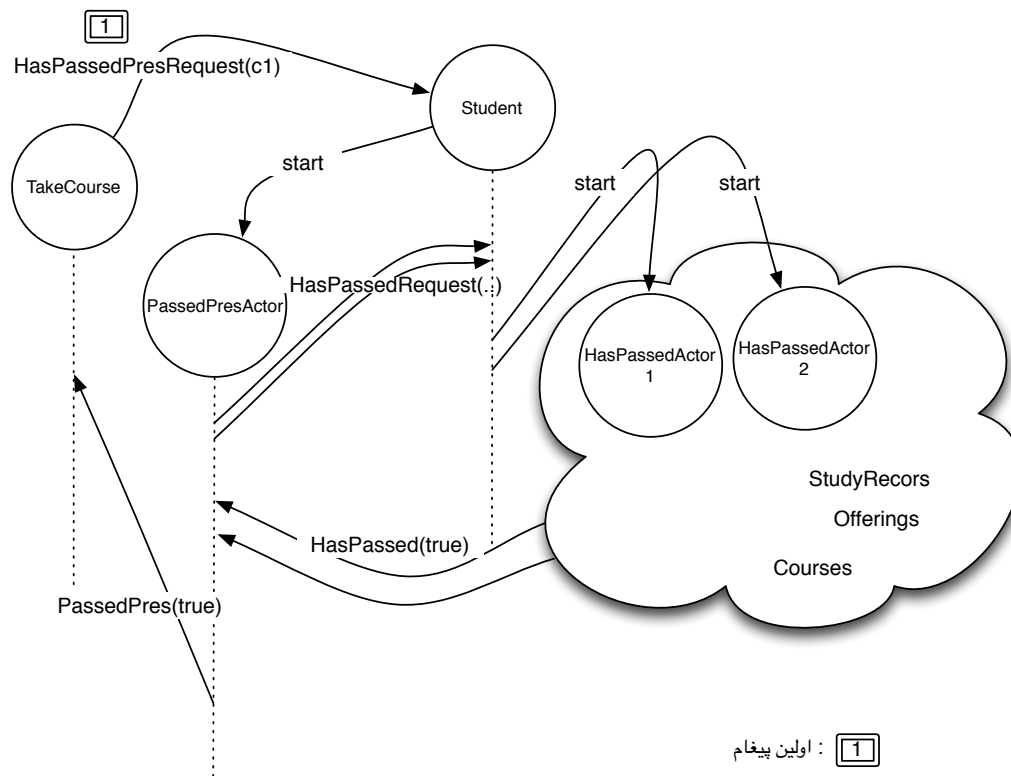 1
HasPassedPresRequest(c1)
Student
TakeCourse
start
start
start
PassedPresActor
HasPassedRequest(..)
HasPassedActor
1
HasPassedActor
2
StudyRecors
Offerings
HasPassed(true)
Courses
PassedPres(true)
1 : اولین پیغام